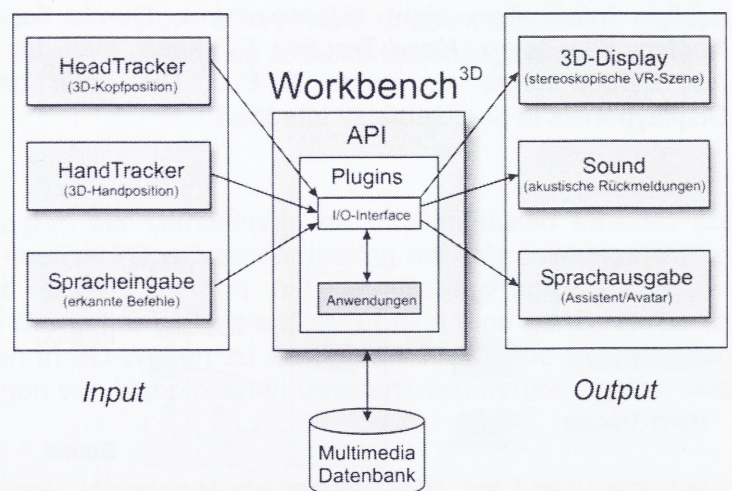 HeadTracker
(3D-Kopfposition)
HandTracker
(3D-Handposition)
Spracheingabe
(erkannte Befehle)
Input
Workbench3D
API
Plugins
I/O-Interface
Anwendungen
Multimedia
Datenbank
3D-Display
(stereoskopische VR-Szene)
Sound
(akustische Rückmeldungen)
Sprachausgabe
(Assistent/Avatar)
Output